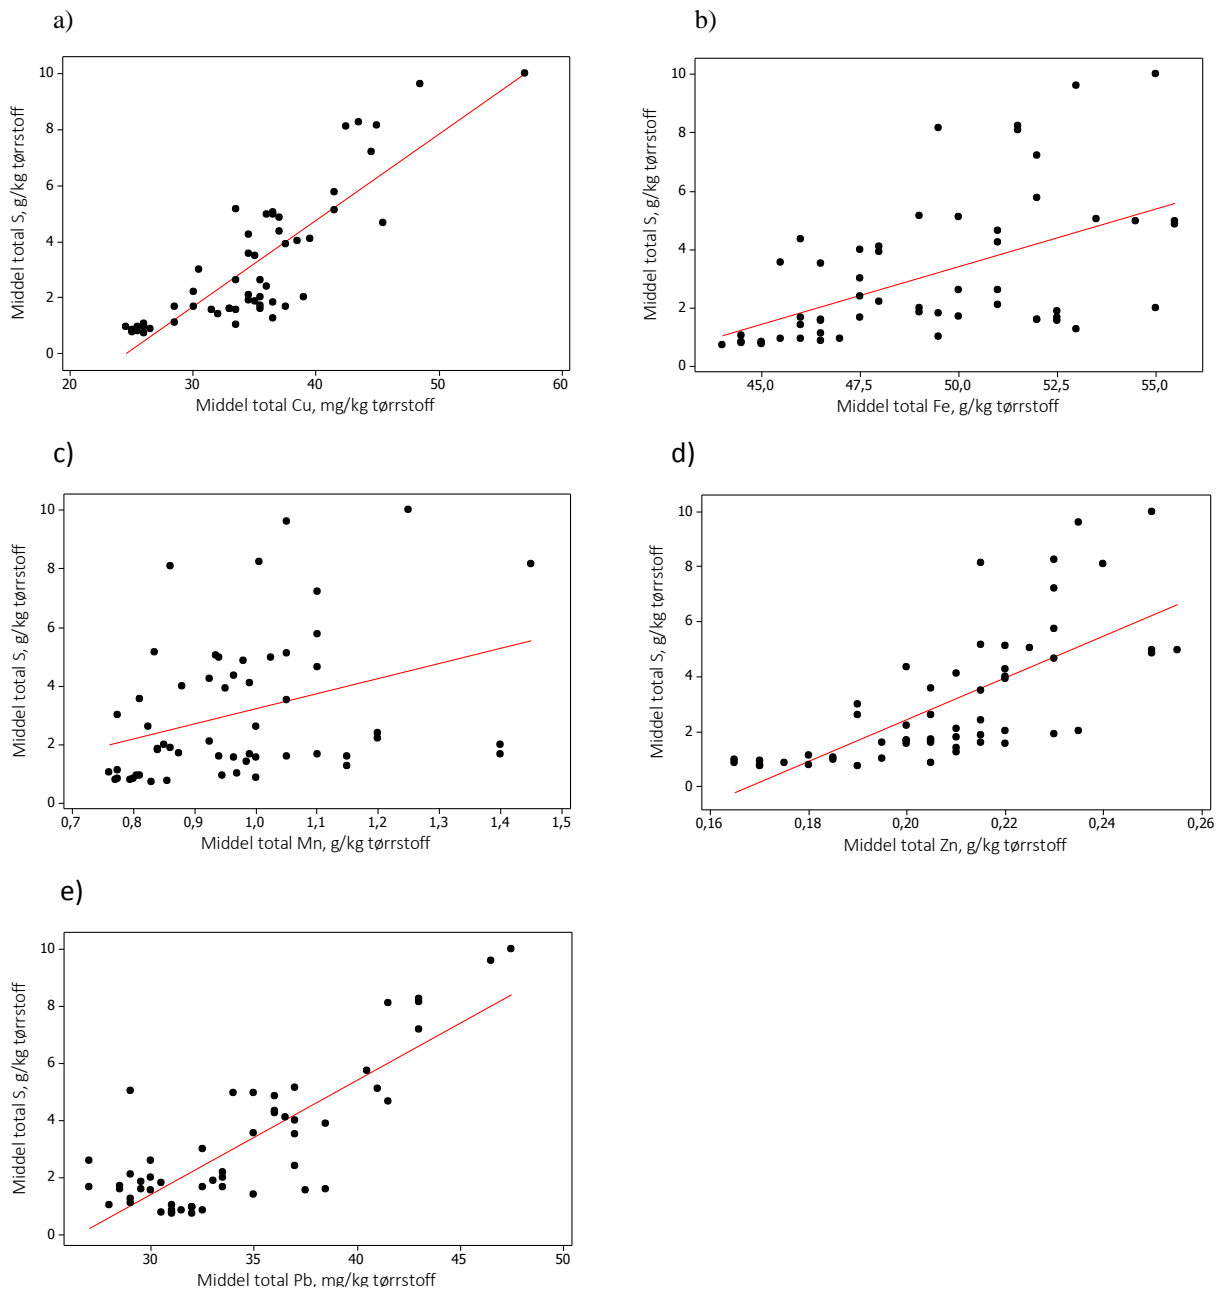 a)
Middel total S, g/kg tørrstoff
10
8
6
4
2
0
20 30 40 50 60
Middel total Cu, mg/kg tørrstoff
b)
Middel total S, g/kg tørrstoff
10
8
6
4
2
0
45,0 47,5 50,0 52,5 55,0
Middel total Fe, g/kg tørrstoff
c)
Middel total S, g/kg tørrstoff
10
8
6
4
2
0
0,7 0,8 0,9 1,0 1,1 1,2 1,3 1,4 1,5
Middel total Mn, g/kg tørrstoff
d)
Middel total S, g/kg tørrstoff
10
8
6
4
2
0
0,16 0,18 0,20 0,22 0,24 0,26
Middel total Zn, g/kg tørrstoff
e)
Middel total S, g/kg tørrstoff
10
8
6
4
2
0
30 35 40 45 50
Middel total Pb, mg/kg tørrstoff